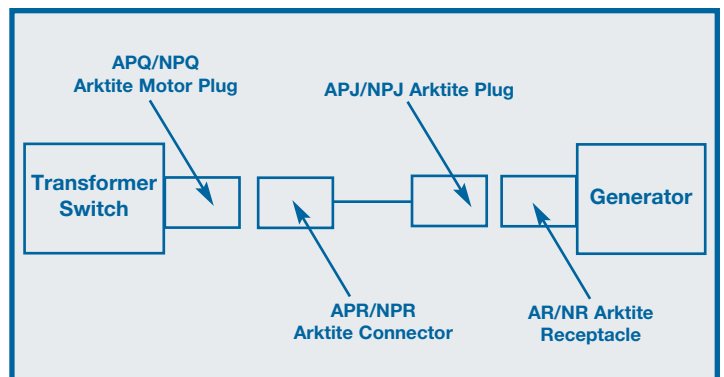 APQ/NPQ
Arktite Motor Plug
APJ/NPJ Arktite Plug
Transformer
Switch
Generator
APR/NPR
Arktite Connector
AR/NR Arktite
Receptacle